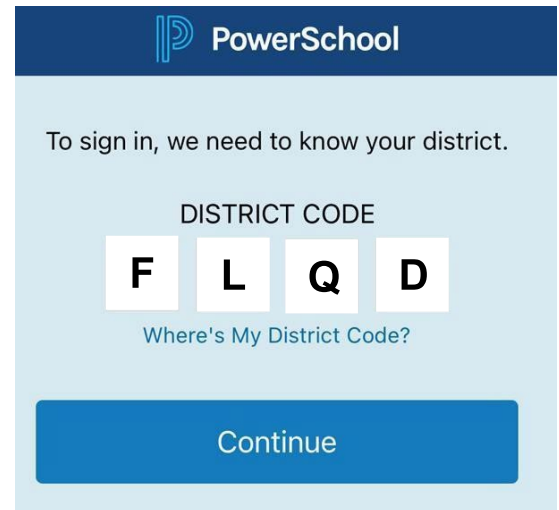 PowerSchool
To sign in, we need to know your district.
DISTRICT CODE
F L Q D
Where's My District Code?
Continue